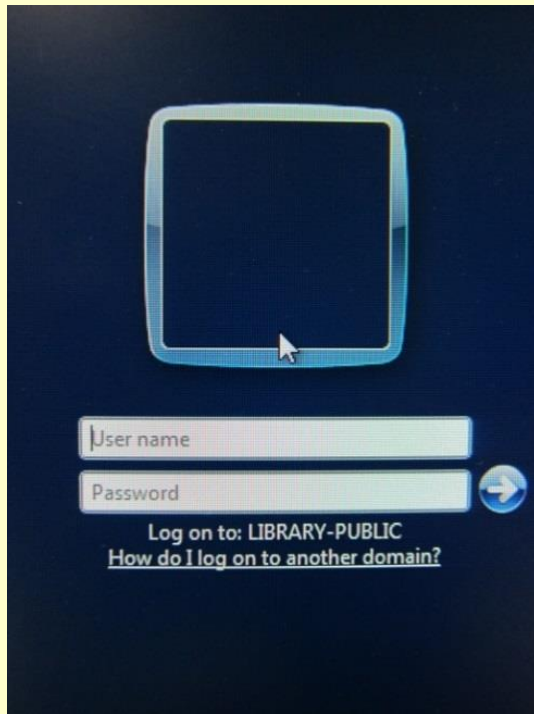 User name
Password
Log on to: LIBRARY-PUBLIC
How do I log on to another domain?